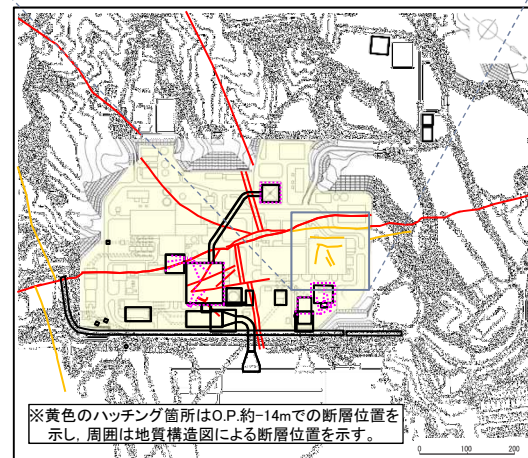 ※黄色のハッチング箇所はO.P.約-14mでの断層位置を
示し，周囲は地質構造図による断層位置を示す。
0 100 200